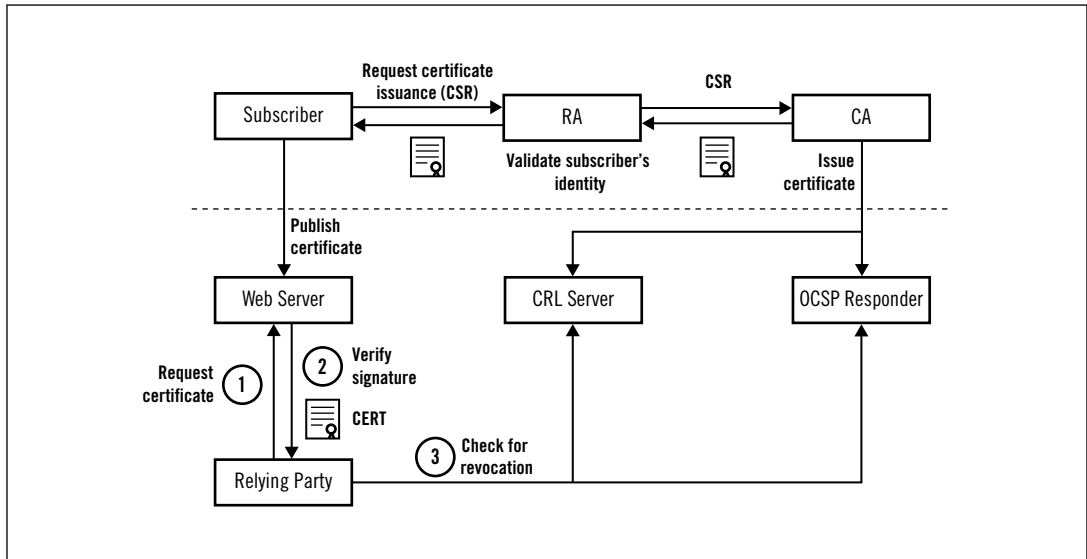 Request certificate
issuance (CSR)
CSR
Subscriber
RA
CA
Validate subscriber's
identity
Issue
certificate
Publish
certificate
Web Server
CRL Server
OCSP Responder
Request
certificate
1
2
Verify
signature
CERT
3
Check for
revocation
Relying Party